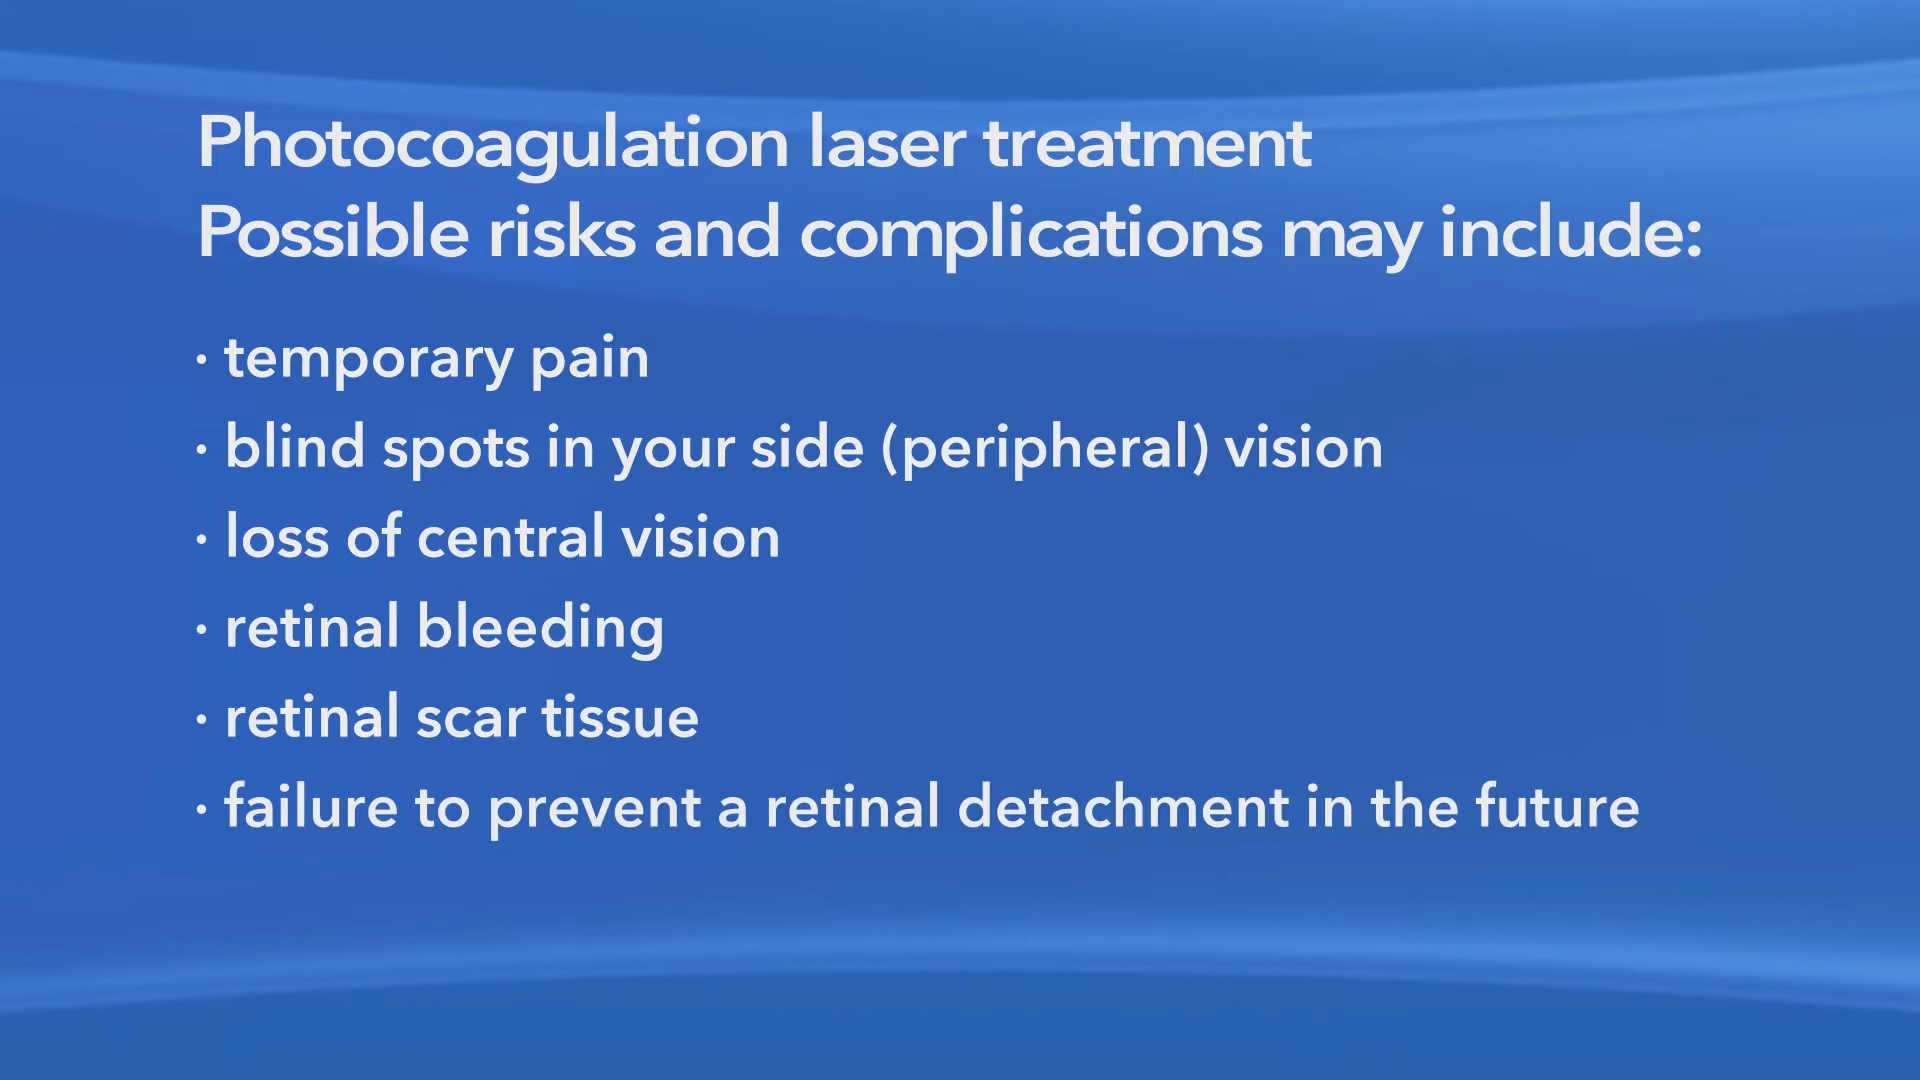 Photocoagulation laser treatment
Possible risks and complications may include:
· temporary pain
· blind spots in your side (peripheral) vision
· loss of central vision
· retinal bleeding
· retinal scar tissue
· failure to prevent a retinal detachment in the future